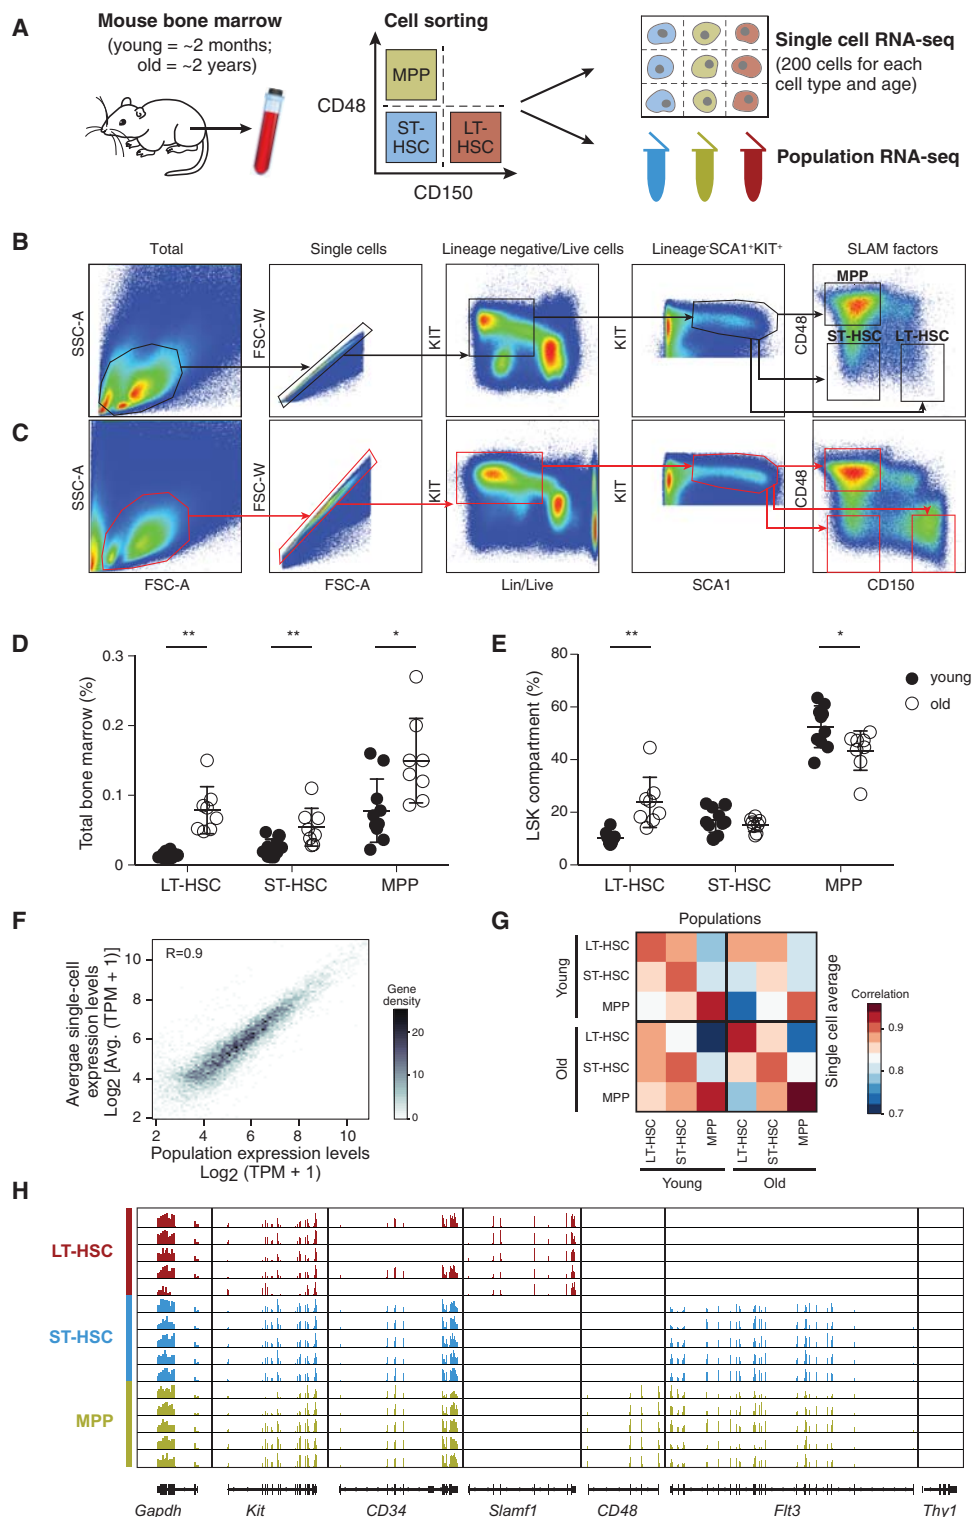 A
Mouse bone marrow
(young = ~2 months;
old = ~2 years)
Cell sorting
CD48
MPP
ST-
HSC
LT-
HSC
CD150
Single cell RNA-seq
(200 cells for each
cell type and age)
Population RNA-seq
B
Total
Single cells
Lineage negative/Live cells
Lineage-SCA1+KIT+
SLAM factors
SSC-A
FSC-W
KIT
KIT
CD48
MPP
ST-HSC
LT-HSC
C
SSC-A
FSC-W
KIT
KIT
CD48
FSC-A
FSC-A
Lin/Live
SCA1
CD150
D
Total bone marrow (%)
0.3
0.2
0.1
0
**
**
*
LT-HSC
ST-HSC
MPP
E
LSK compartment (%)
80
60
40
20
0
**
*
LT-HSC
ST-HSC
MPP
young
old
F
Avergae single-cell
expression levels
Log2 [Avg. (TPM + 1)]
R=0.9
10
8
6
4
2
2
4
6
8
10
Population expression levels
Log2 (TPM + 1)
Gene
density
20
10
0
G
Populations
Young
LT-HSC
ST-HSC
MPP
Old
LT-HSC
ST-HSC
MPP
LT-HSC
ST-HSC
MPP
LT-HSC
ST-HSC
MPP
Young
Old
Single cell average
Correlation
0.9
0.8
0.7
H
LT-HSC
ST-HSC
MPP
Gapdh
Kit
CD34
Slamf1
CD48
Flt3
Thy1